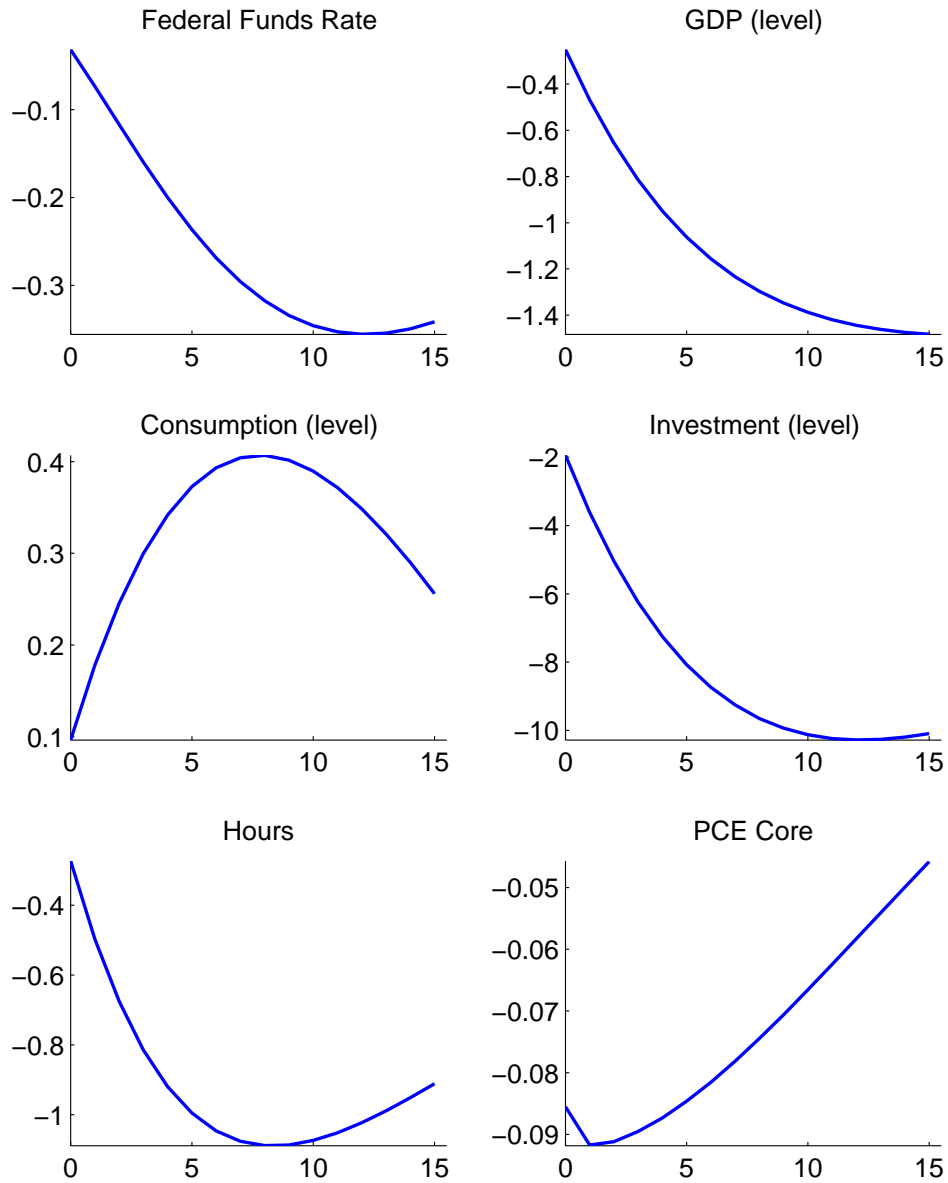 Federal Funds Rate
−0.1
−0.2
−0.3
0 5 10 15
GDP (level)
−0.4
−0.6
−0.8
−1
−1.2
−1.4
0 5 10 15
Consumption (level)
0.4
0.3
0.2
0.1
0 5 10 15
Investment (level)
−2
−4
−6
−8
−10
0 5 10 15
Hours
−0.4
−0.6
−0.8
−1
0 5 10 15
PCE Core
−0.05
−0.06
−0.07
−0.08
−0.09
0 5 10 15